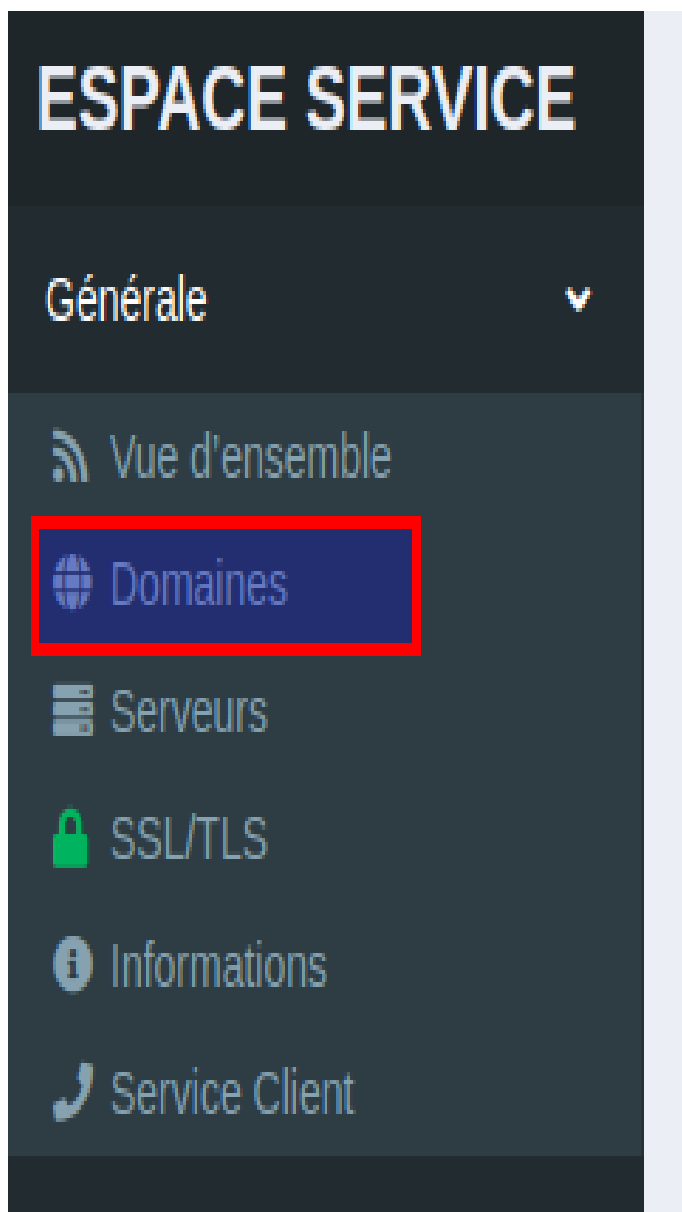 ESPACE SERVICE
Générale
Vue d'ensemble
Domaines
Serveurs
SSL/TLS
Informations
Service Client